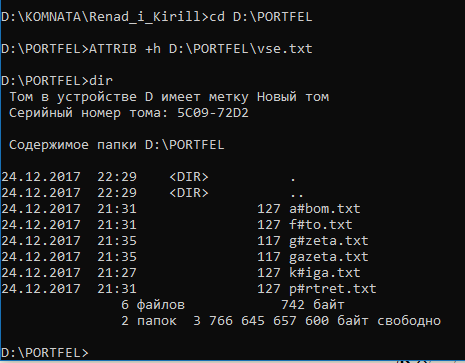 D:\KOMNATA\Renad_i_Kirill>cd D:\PORTFEL
D:\PORTFEL>ATTRIB +h D:\PORTFEL\vse.txt
D:\PORTFEL>dir
Том в устройстве D имеет метку Новый том
Серийный номер тома: 5C09-72D2
Содержимое папки D:\PORTFEL
24.12.2017  22:29    <DIR>          .
24.12.2017  22:29    <DIR>          ..
24.12.2017  21:31               127 a#bom.txt
24.12.2017  21:31               127 f#to.txt
24.12.2017  21:35               117 g#zeta.txt
24.12.2017  21:35               117 gazeta.txt
24.12.2017  21:27               127 k#iga.txt
24.12.2017  21:31               127 p#rtret.txt
6 файлов            742 байт
2 папок  3 766 645 657 600 байт свободно
D:\PORTFEL>